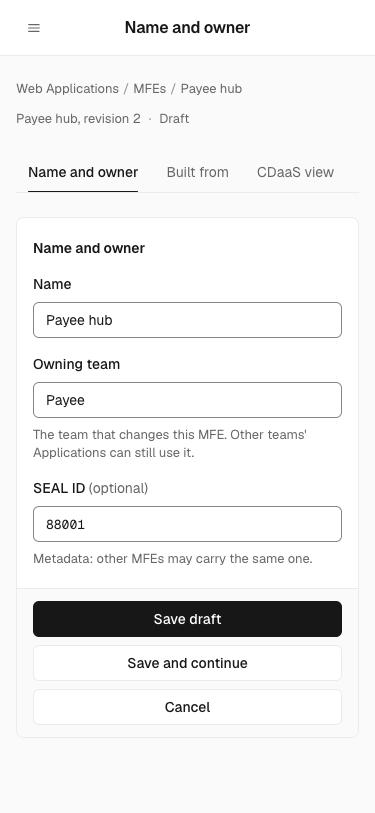 Name and owner
Web Applications / MFEs / Payee hub
Payee hub, revision 2 · Draft
Name and owner Built from CDaaS view
Name and owner
Name
Payee hub
Owning team
Payee
The team that changes this MFE. Other teams'
Applications can still use it.
SEAL ID (optional)
88001
Metadata: other MFEs may carry the same one.
Save draft
Save and continue
Cancel